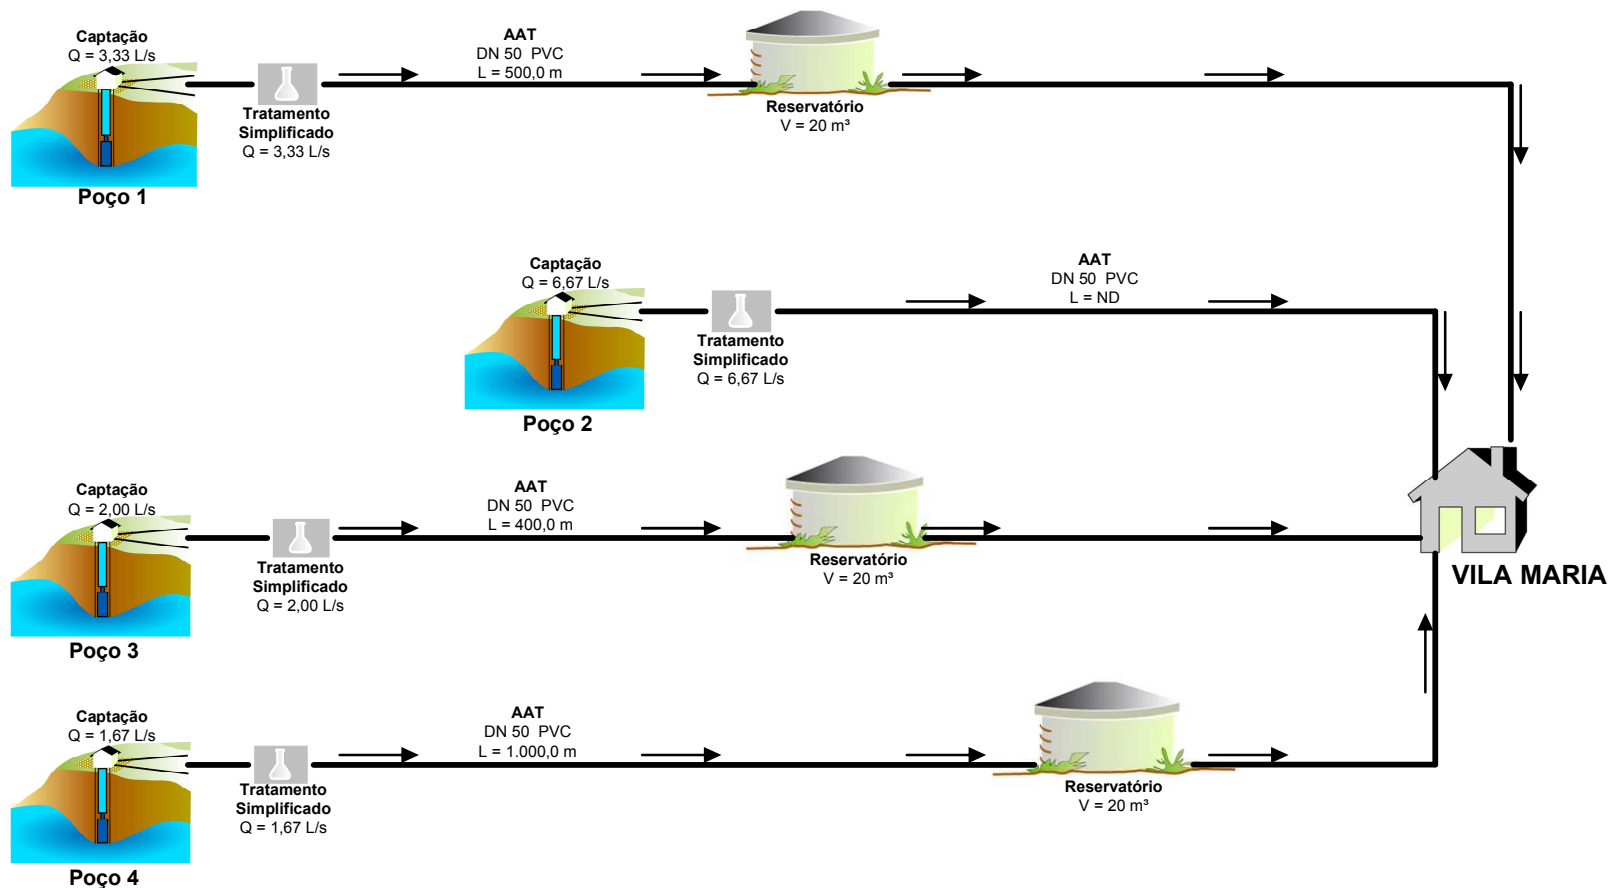 Captação
Q = 3,33 L/s
Tratamento
Simplificado
Q = 3,33 L/s
Poço 1
AAT
DN 50  PVC
L = 500,0 m
Reservatório
V = 20 m³
Captação
Q = 6,67 L/s
Tratamento
Simplificado
Q = 6,67 L/s
Poço 2
AAT
DN 50  PVC
L = ND
Captação
Q = 2,00 L/s
Tratamento
Simplificado
Q = 2,00 L/s
Poço 3
AAT
DN 50  PVC
L = 400,0 m
Reservatório
V = 20 m³
VILA MARIA
Captação
Q = 1,67 L/s
Tratamento
Simplificado
Q = 1,67 L/s
Poço 4
AAT
DN 50  PVC
L = 1.000,0 m
Reservatório
V = 20 m³